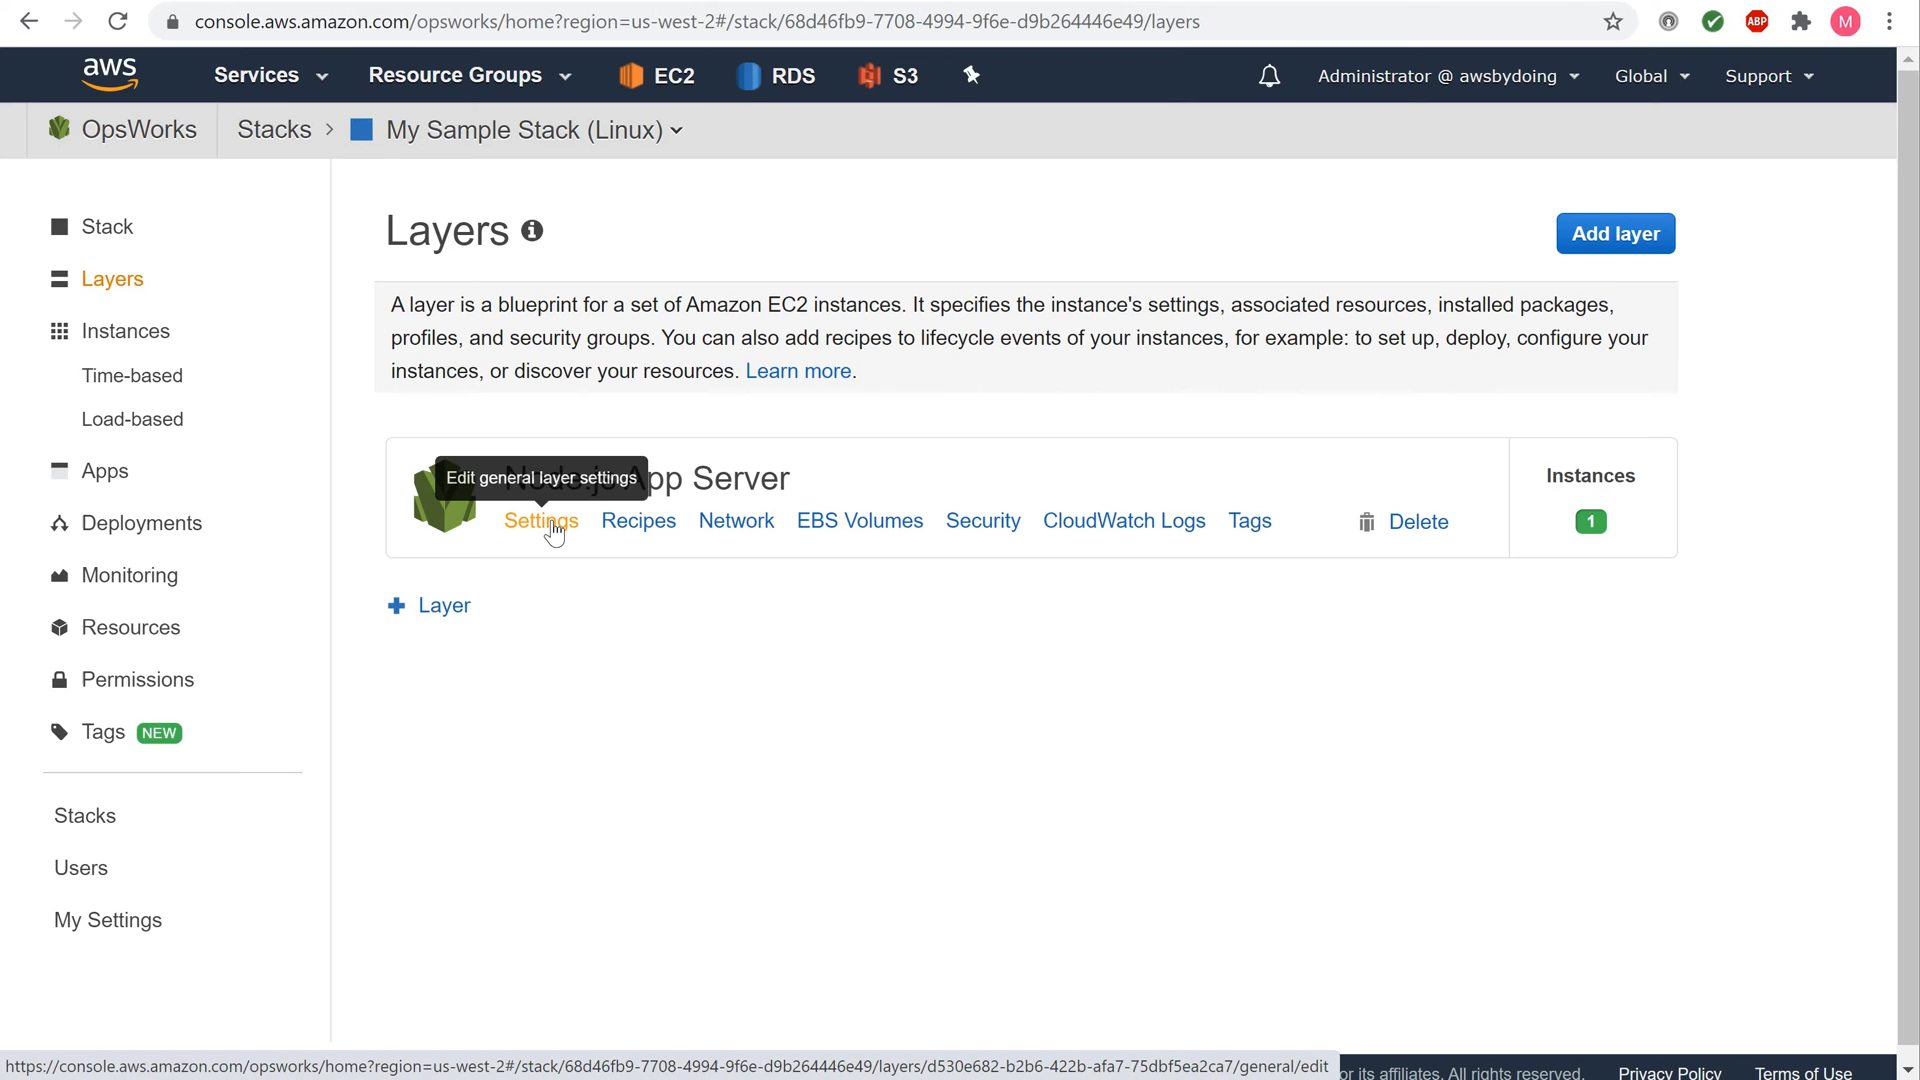 console.aws.amazon.com/opsworks/home?region=us-west-2#/stack/68d46fb9-7708-4994-9f6e-d9b264446e49/layers
ABP
M
aws
Services
Resource Groups
EC2
RDS
S3
Administrator @ awsbydoing
Global
Support
OpsWorks
Stacks > My Sample Stack (Linux)
Stack
Layers
Instances
Time-based
Load-based
Apps
Deployments
Monitoring
Resources
Permissions
Tags NEW
Stacks
Users
My Settings
Layers
Add layer
A layer is a blueprint for a set of Amazon EC2 instances. It specifies the instance's settings, associated resources, installed packages,
profiles, and security groups. You can also add recipes to lifecycle events of your instances, for example: to set up, deploy, configure your
instances, or discover your resources. Learn more.
Edit general layer settings
App Server
Settings
Recipes
Network
EBS Volumes
Security
CloudWatch Logs
Tags
Delete
Instances
1
Layer
https://console.aws.amazon.com/opsworks/home?region=us-west-2#/stack/68d46fb9-7708-4994-9f6e-d9b264446e49/layers/d530e682-b2b6-422b-afa7-75dbf5ea2ca7/general/edit
or its affiliates. All rights reserved.
Privacy Policy
Terms of Use